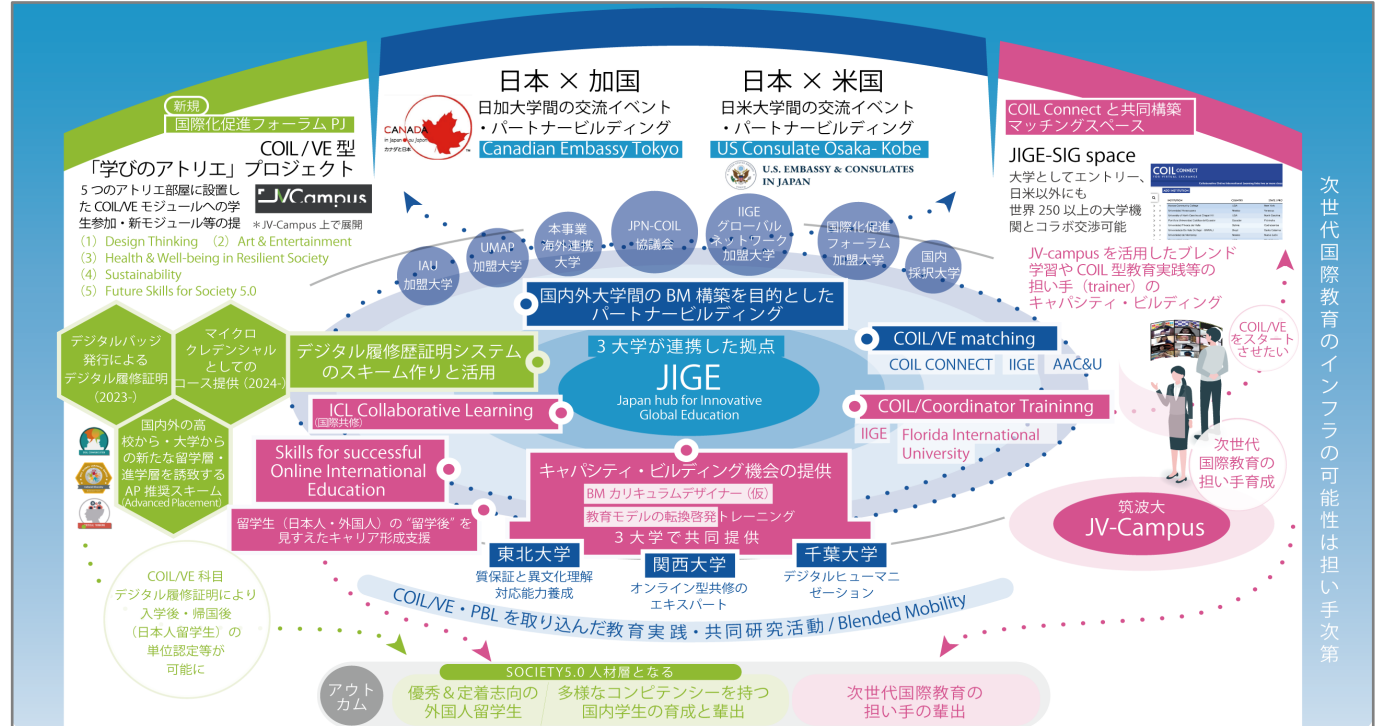 新規
国際化促進フォーラム PJ
COIL / VE 型
「学びのアトリエ」プロジェクト
5 つのアトリエ部屋に設置し
た COIL/VE モジュールへの学
生参加・新モジュール等の提
JVCampus
＊JV-Campus 上で展開
(1) Design Thinking (2) Art & Entertainment
(3) Health & Well-being in Resilient Society
(4) Sustainability
(5) Future Skills for Society 5.0
日本 × 加国
日加大学間の交流イベント
・パートナービルディング
Canadian Embassy Tokyo
CANADA
in Japan・au Japon
カナダと日本
日本 × 米国
日米大学間の交流イベント
・パートナービルディング
US Consulate Osaka- Kobe
U.S. EMBASSY & CONSULATES
IN JAPAN
COIL Connect と共同構築
マッチングスペース
JIGE-SIG space
大学としてエントリー、
日米以外にも
世界 250 以上の大学機
関とコラボ交渉可能
COIL CONNECT
FOR VIRTUAL EXCHANGE
JV-campus を活用したブレンド
学習や COIL 型教育実践等の
担い手（trainer）の
キャパシティ・ビルディング
COIL/VE
をスタート
させたい
次世代
国際教育の
担い手育成
筑波大
JV-Campus
次世代国際教育のインフラの可能性は担い手次第
IAU
加盟大学
UMAP
加盟大学
本事業
海外連携
大学
JPN-COIL
協議会
IIGE
グローバル
ネットワーク
加盟大学
国際化促進
フォーラム
加盟大学
国内
採択大学
国内外大学間の BM 構築を目的とした
パートナービルディング
3 大学が連携した拠点
JIGE
Japan hub for Innovative
Global Education
COIL/VE matching
COIL CONNECT IIGE AAC&U
COIL/Coordinator Traininng
IIGE Florida International
University
デジタルバッジ
発行による
デジタル履修証明
(2023-)
マイクロ
クレデンシャル
としての
コース提供 (2024-)
国内外の高
校から・大学から
の新たな留学層・
進学層を誘致する
AP 推奨スキーム
(Advanced Placement)
デジタル履修歴証明システム
のスキーム作りと活用
ICL Collaborative Learning
(国際共修)
Skills for successful
Online International
Education
留学生（日本人・外国人）の “留学後” を
見すえたキャリア形成支援
キャパシティ・ビルディング機会の提供
BM カリキュラムデザイナー（仮）
教育モデルの転換啓発トレーニング
3 大学で共同提供
東北大学
質保証と異文化理解
対応能力養成
関西大学
オンライン型共修の
エキスパート
千葉大学
デジタルヒューマニ
ゼーション
COIL/VE・PBL を取り込んだ教育実践・共同研究活動 / Blended Mobility
COIL/VE 科目
デジタル履修証明により
入学後・帰国後
（日本人留学生）の
単位認定等が
可能に
アウト
カム
SOCIETY5.0 人材層となる
優秀＆定着志向の
外国人留学生
多様なコンピテンシーを持つ
国内学生の育成と輩出
次世代国際教育の
担い手の輩出